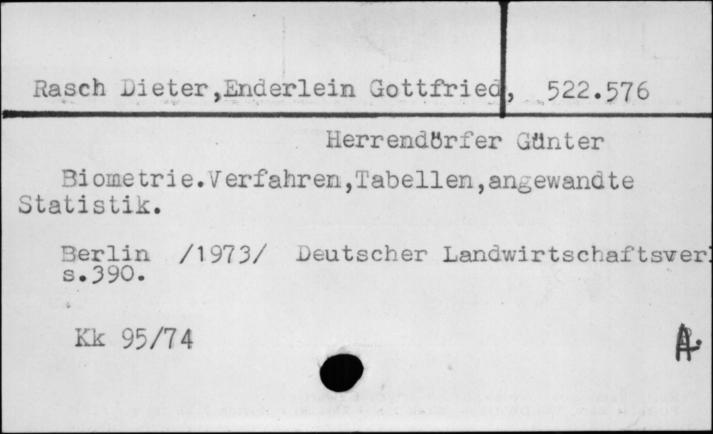 Rasch Dieter,Enderlein Gottfried, 522.576
Herrendörfer Günter
Biometrie.Verfahren,Tabellen,angewandte
Statistik.
Berlin /1973/ Deutscher Landwirtschaftsverl
s.390.
Kk 95/74
A.